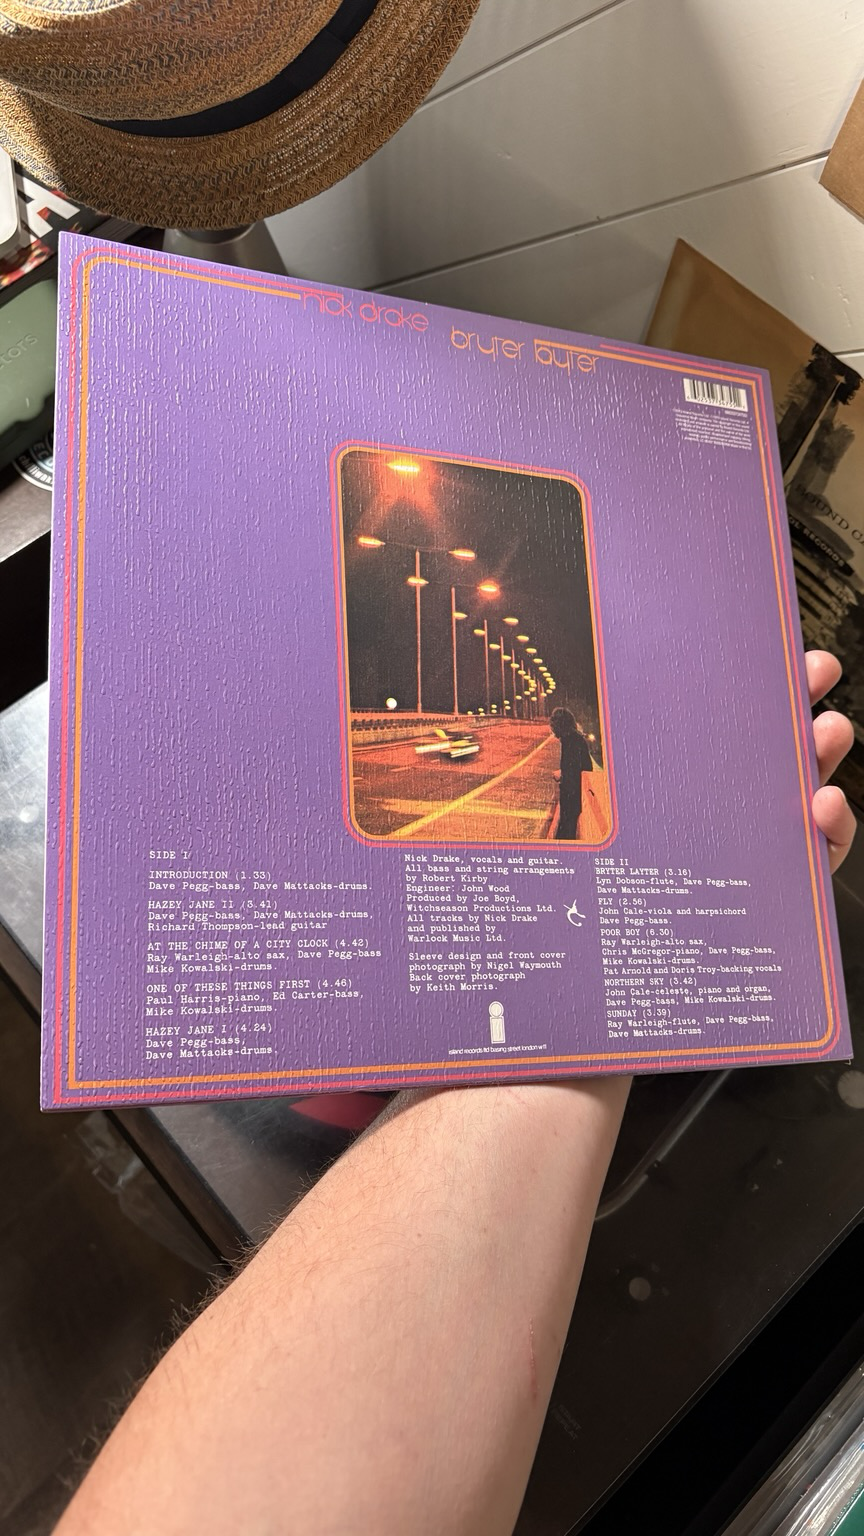 nick drake
bryter layter
SIDE I
INTRODUCTION (1.33)
Dave Pegg-bass, Dave Mattacks-drums.
HAZEY JANE II (3.41)
Dave Pegg-bass, Dave Mattacks-drums,
Richard Thompson-lead guitar
AT THE CHIME OF A CITY CLOCK (4.42)
Ray Warleigh-alto sax, Dave Pegg-bass
Mike Kowalski-drums.
ONE OF THESE THINGS FIRST (4.46)
Paul Harris-piano, Ed Carter-bass,
Mike Kowalski-drums.
HAZEY JANE I (4.24)
Dave Pegg-bass,
Dave Mattacks-drums.
Nick Drake, vocals and guitar.
All bass and string arrangements
by Robert Kirby
Engineer: John Wood
Produced by Joe Boyd,
Witchseason Productions Ltd.
All tracks by Nick Drake
and published by
Warlock Music Ltd.
Sleeve design and front cover
photograph by Nigel Waymouth
Back cover photograph
by Keith Morris.
island records ltd basing street london w11
SIDE II
BRYTER LAYTER (3.16)
Lyn Dobson-flute, Dave Pegg-bass,
Dave Mattacks-drums.
FLY (2.56)
John Cale-viola and harpsichord
Dave Pegg-bass.
POOR BOY (6.30)
Ray Warleigh-alto sax,
Chris McGregor-piano, Dave Pegg-bass,
Mike Kowalski-drums.
Pat Arnold and Doris Troy-backing vocals
NORTHERN SKY (3.42)
John Cale-celeste, piano and organ,
Dave Pegg-bass, Mike Kowalski-drums.
SUNDAY (3.39)
Ray Warleigh-flute, Dave Pegg-bass,
Dave Mattacks-drums.
RECORDS